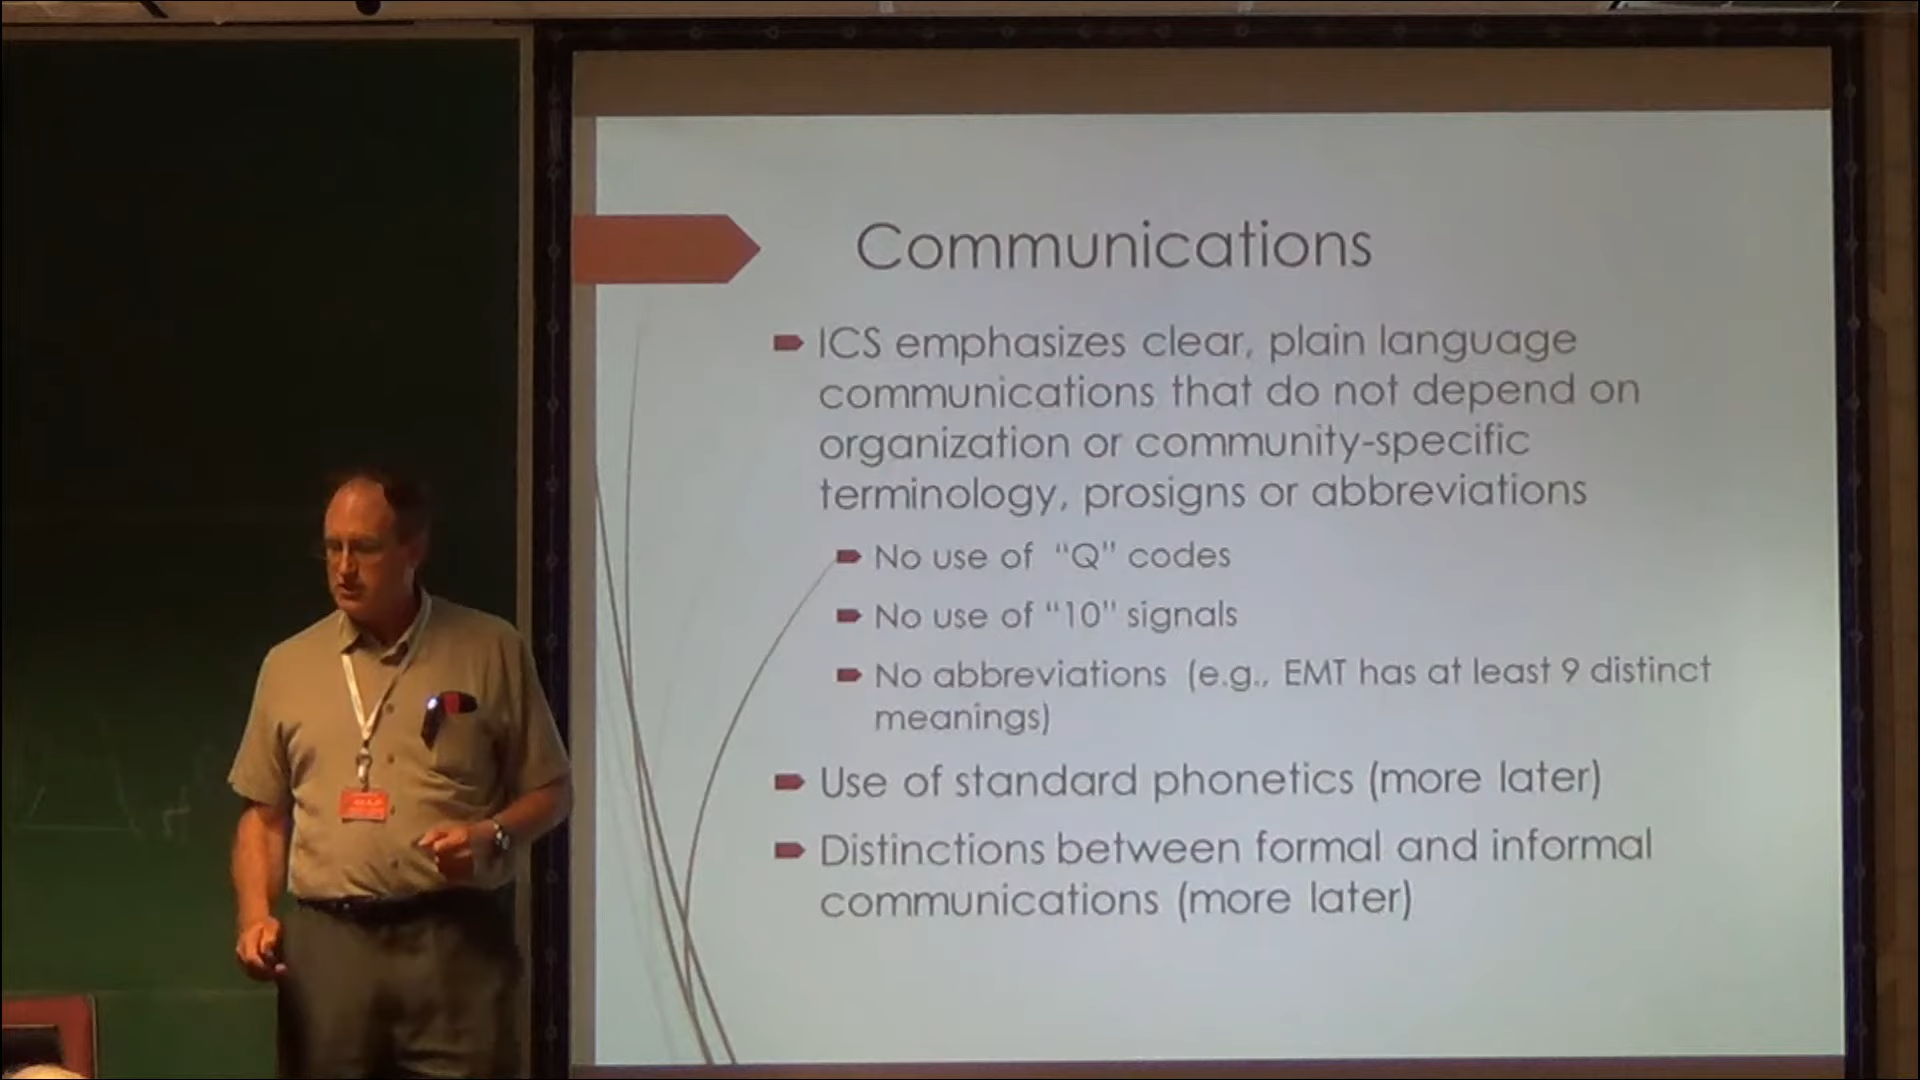 Communications
ICS emphasizes clear, plain language
communications that do not depend on
organization or community-specific
terminology, prosigns or abbreviations
No use of "Q" codes
No use of "10" signals
No abbreviations (e.g., EMT has at least 9 distinct
meanings)
Use of standard phonetics (more later)
Distinctions between formal and informal
communications (more later)